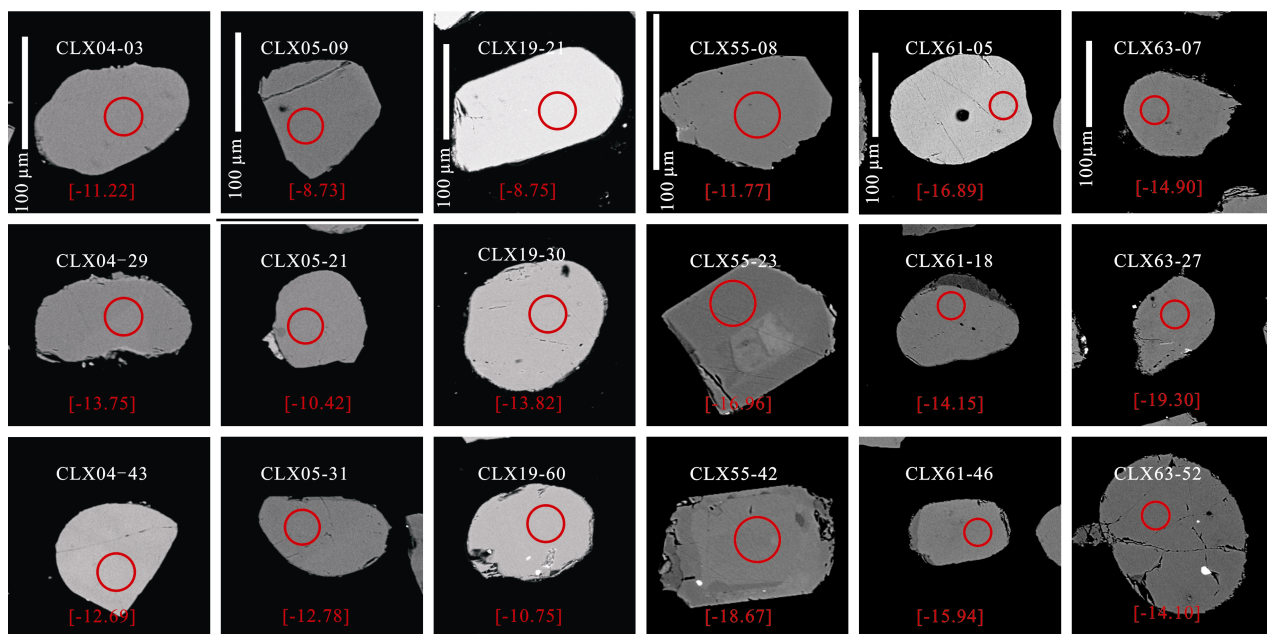 CLX04-03
100 μm
[-11.22]
CLX05-09
100 μm
[-8.73]
CLX19-21
100 μm
[-8.75]
CLX55-08
100 μm
[-11.77]
CLX61-05
100 μm
[-16.89]
CLX63-07
100μm
[-14.90]
CLX04-29
[-13.75]
CLX05-21
[-10.42]
CLX19-30
[-13.82]
CLX55-23
[-16.96]
CLX61-18
[-14.15]
CLX63-27
[-19.30]
CLX04-43
[-12.69]
CLX05-31
[-12.78]
CLX19-60
[-10.75]
CLX55-42
[-18.67]
CLX61-46
[-15.94]
CLX63-52
[-14.10]